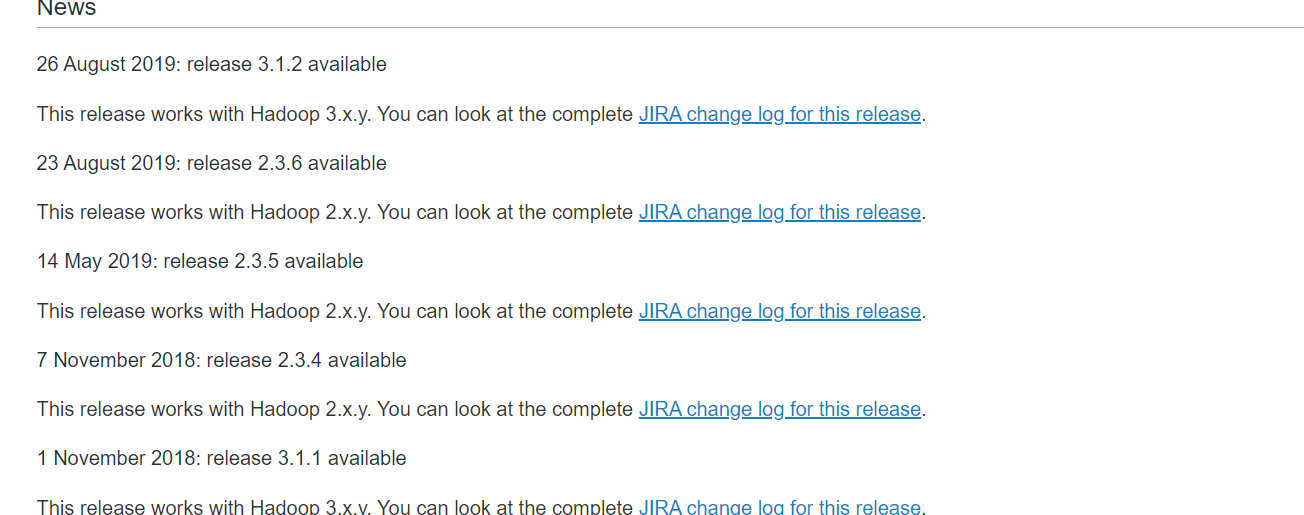 News
26 August 2019: release 3.1.2 available
This release works with Hadoop 3.x.y. You can look at the complete JIRA change log for this release.
23 August 2019: release 2.3.6 available
This release works with Hadoop 2.x.y. You can look at the complete JIRA change log for this release.
14 May 2019: release 2.3.5 available
This release works with Hadoop 2.x.y. You can look at the complete JIRA change log for this release.
7 November 2018: release 2.3.4 available
This release works with Hadoop 2.x.y. You can look at the complete JIRA change log for this release.
1 November 2018: release 3.1.1 available
This release works with Hadoop 3.x.y. You can look at the complete JIRA change log for this release.